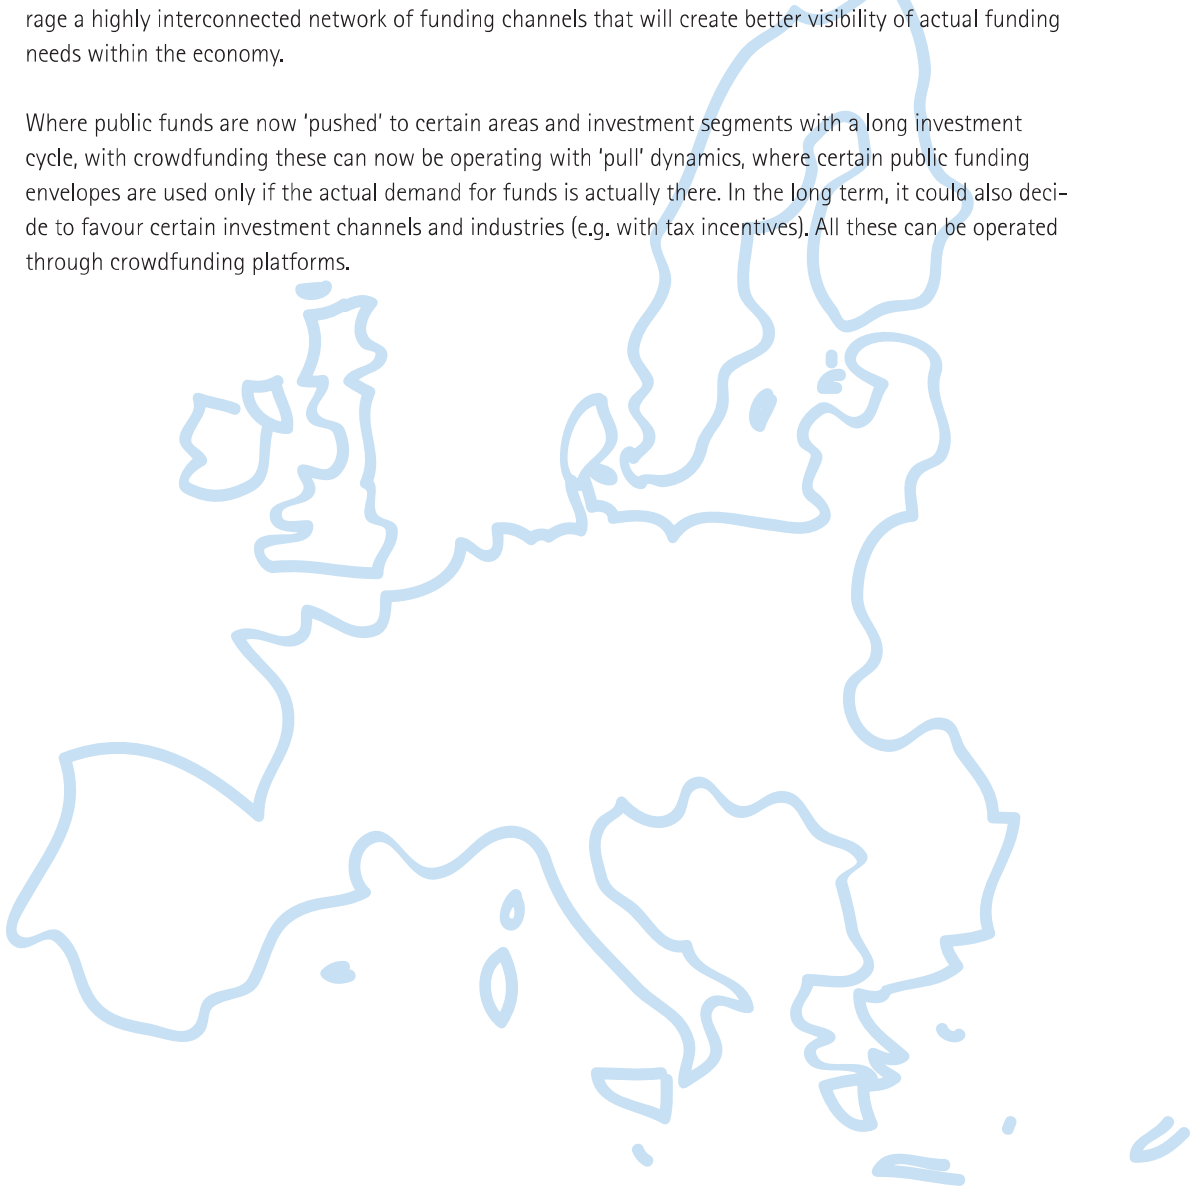 rage a highly interconnected network of funding channels that will create better visibility of actual funding
needs within the economy.
Where public funds are now ‘pushed’ to certain areas and investment segments with a long investment
cycle, with crowdfunding these can now be operating with ‘pull’ dynamics, where certain public funding
envelopes are used only if the actual demand for funds is actually there. In the long term, it could also deci-
de to favour certain investment channels and industries (e.g. with tax incentives). All these can be operated
through crowdfunding platforms.